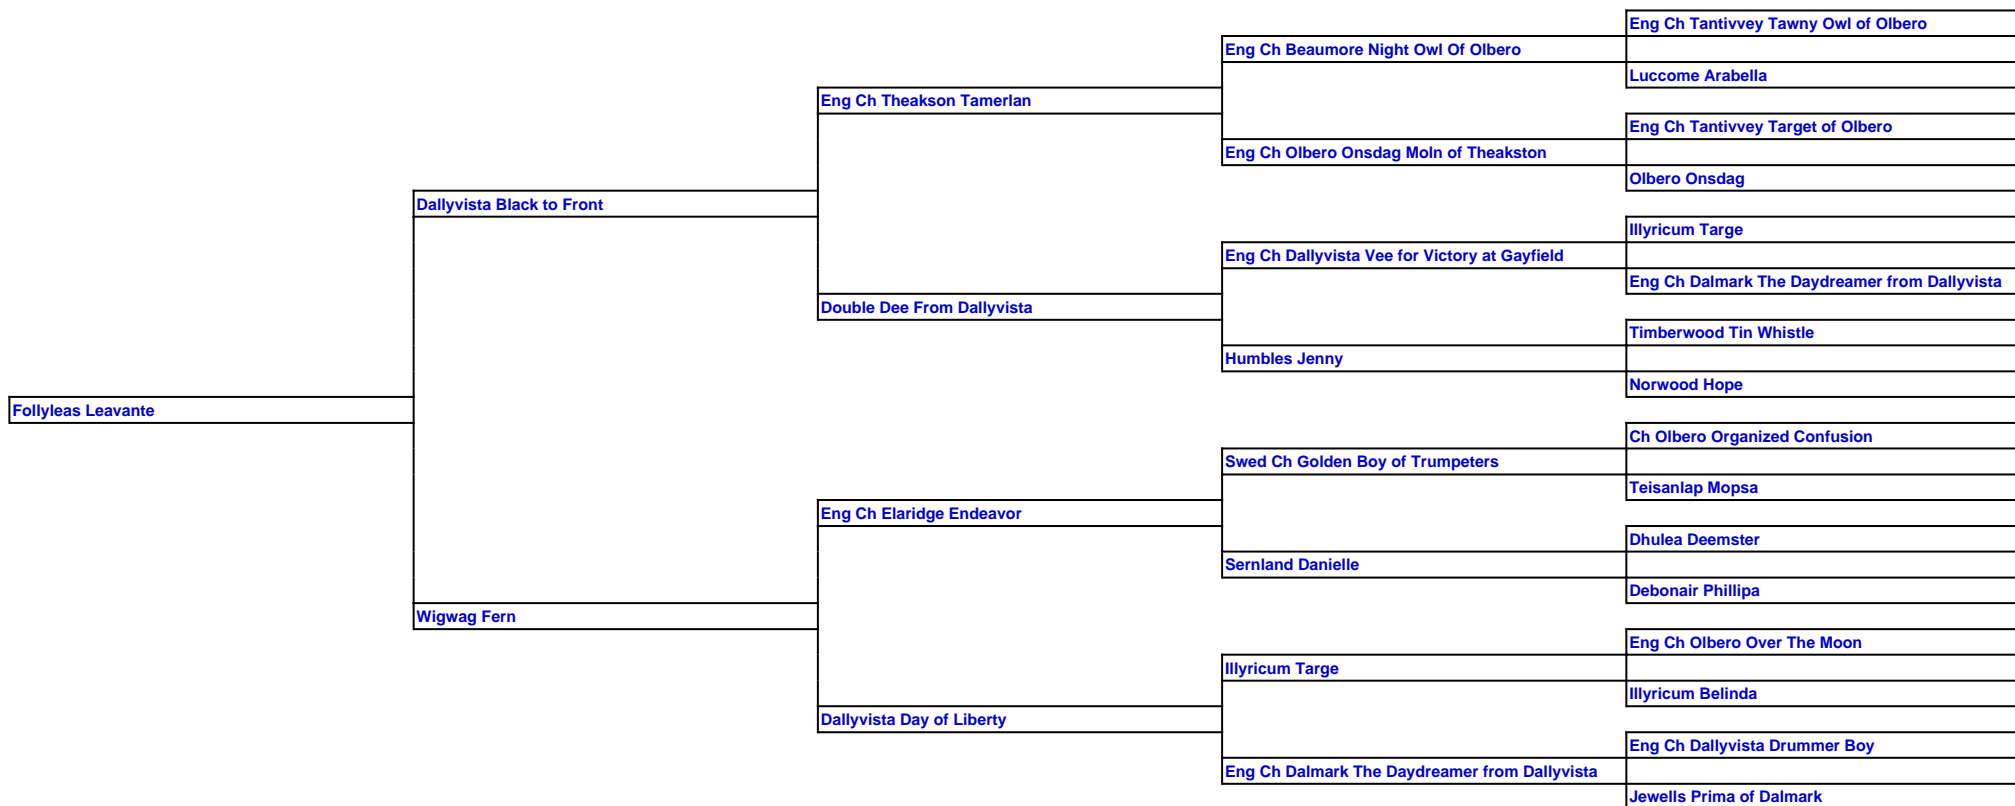 Eng Ch Tantivvey Tawny Owl of Olbero
Eng Ch Beaumore Night Owl Of Olbero
Luccome Arabella
Eng Ch Theakson Tamerlan
Eng Ch Tantivvey Target of Olbero
Eng Ch Olbero Onsdag Moln of Theakston
Olbero Onsdag
Dallyvista Black to Front
Illyricum Targe
Eng Ch Dallyvista Vee for Victory at Gayfield
Eng Ch Dalmark The Daydreamer from Dallyvista
Double Dee From Dallyvista
Timberwood Tin Whistle
Humbles Jenny
Norwood Hope
Follyleas Leavante
Ch Olbero Organized Confusion
Swed Ch Golden Boy of Trumpeters
Teisanlap Mopsa
Eng Ch Elaridge Endeavor
Dhulea Deemster
Sernland Danielle
Debonair Phillipa
Wigwag Fern
Eng Ch Olbero Over The Moon
Illyricum Targe
Illyricum Belinda
Dallyvista Day of Liberty
Eng Ch Dallyvista Drummer Boy
Eng Ch Dalmark The Daydreamer from Dallyvista
Jewells Prima of Dalmark